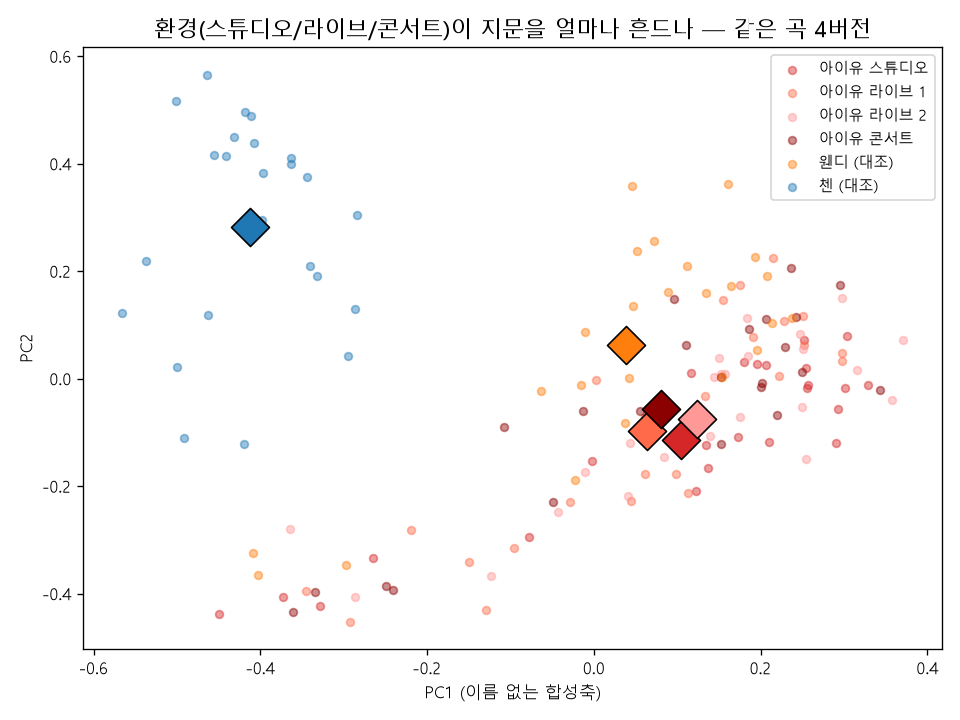 환경(스튜디오/라이브/콘서트)이 지문을 얼마나 흔드나 — 같은 곡 4버전
아이유 스튜디오
아이유 라이브 1
아이유 라이브 2
아이유 콘서트
웬디 (대조)
첸 (대조)
0.6
0.4
0.2
0.0
-0.2
-0.4
PC2
-0.6
-0.4
-0.2
0.0
0.2
0.4
PC1 (이름 없는 합성축)